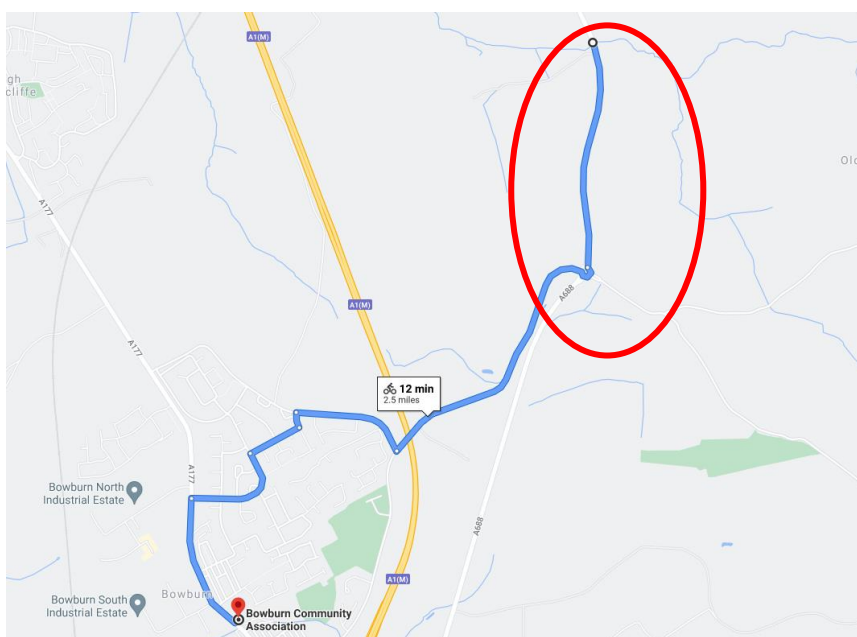 A1(M)
gh
cliffe
Old
A177
A688
A1(M)
A177
12 min
2.5 miles
A177
Bowburn North
Industrial Estate
A688
A1(M)
Bowburn
Bowburn South
Industrial Estate
Bowburn Community
Association